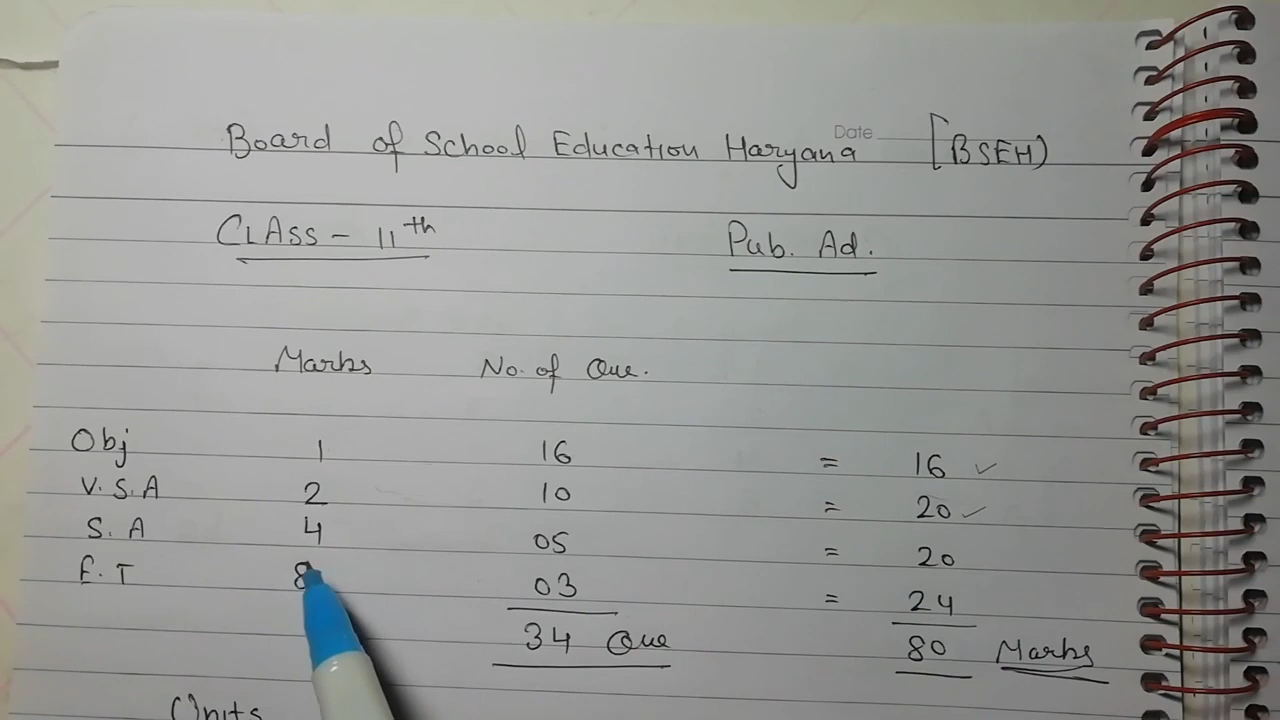 Date
Board of School Education Haryana [BSEH)
CLASS - 11th Pub. Ad.
Marks No. of Que.
Obj 1 16 = 16 ✓
V.S.A 2 10 = 20 ✓
S.A 4 05 = 20
E.T 8 03 = 24
34 Que 80 Marks
Units